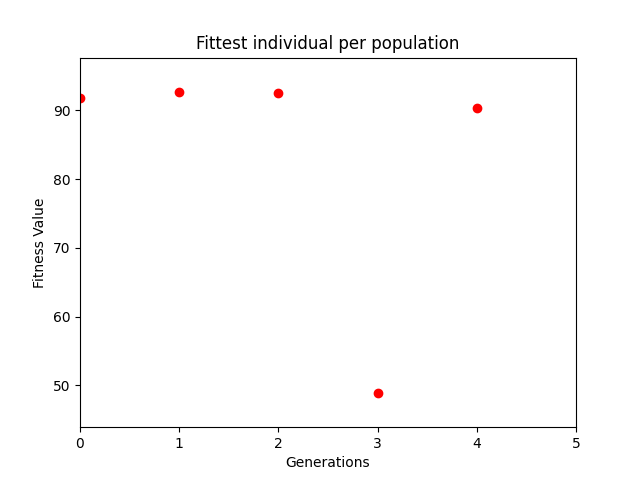 Fittest individual per population
90
80
70
60
50
Fitness Value
0 1 2 3 4 5
Generations